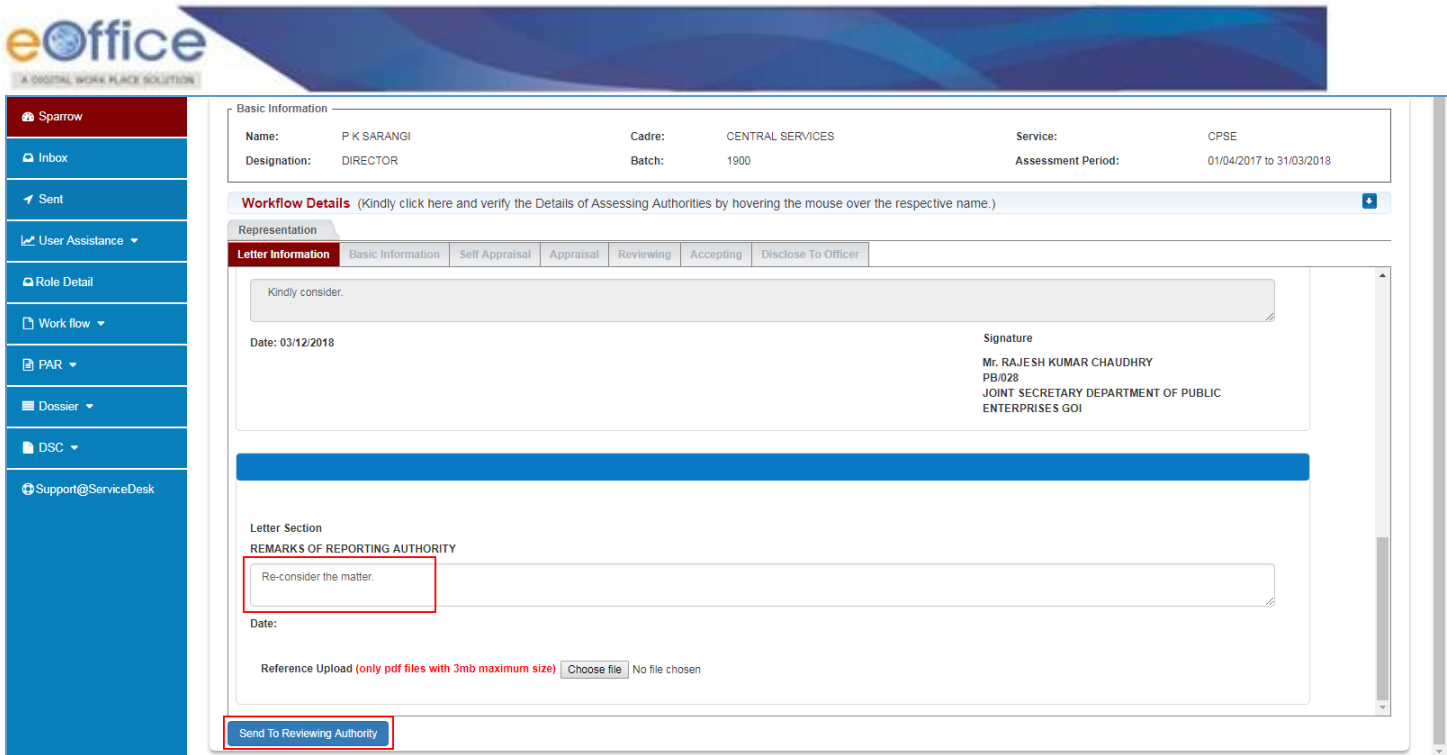 eOffice
A DIGITAL WORK PLACE SOLUTION
Sparrow
Inbox
Sent
User Assistance
Role Detail
Work flow
PAR
Dossier
DSC
Support@ServiceDesk
Basic Information
Name: P K SARANGI Cadre: CENTRAL SERVICES Service: CPSE
Designation: DIRECTOR Batch: 1900 Assessment Period: 01/04/2017 to 31/03/2018
Workflow Details (Kindly click here and verify the Details of Assessing Authorities by hovering the mouse over the respective name.)
Representation
Letter Information Basic Information Self Appraisal Appraisal Reviewing Accepting Disclose To Officer
Kindly consider.
Date: 03/12/2018 Signature
Mr. RAJESH KUMAR CHAUDHRY
PB/028
JOINT SECRETARY DEPARTMENT OF PUBLIC
ENTERPRISES GOI
Letter Section
REMARKS OF REPORTING AUTHORITY
Re-consider the matter.
Date:
Reference Upload (only pdf files with 3mb maximum size) Choose file No file chosen
Send To Reviewing Authority